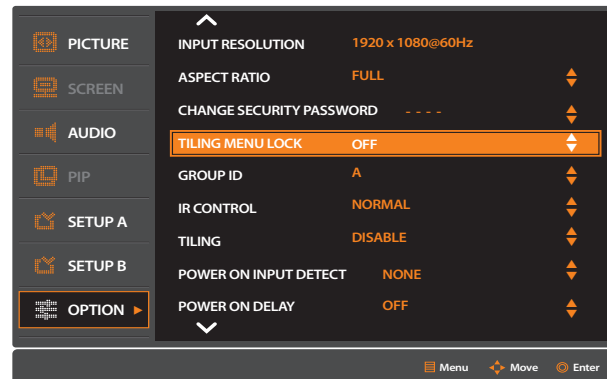 PICTURE
SCREEN
AUDIO
PIP
SETUP A
SETUP B
OPTION
INPUT RESOLUTION 1920 x 1080@60Hz
ASPECT RATIO FULL
CHANGE SECURITY PASSWORD - - - -
TILING MENU LOCK OFF
GROUP ID A
IR CONTROL NORMAL
TILING DISABLE
POWER ON INPUT DETECT NONE
POWER ON DELAY OFF
Menu Move Enter